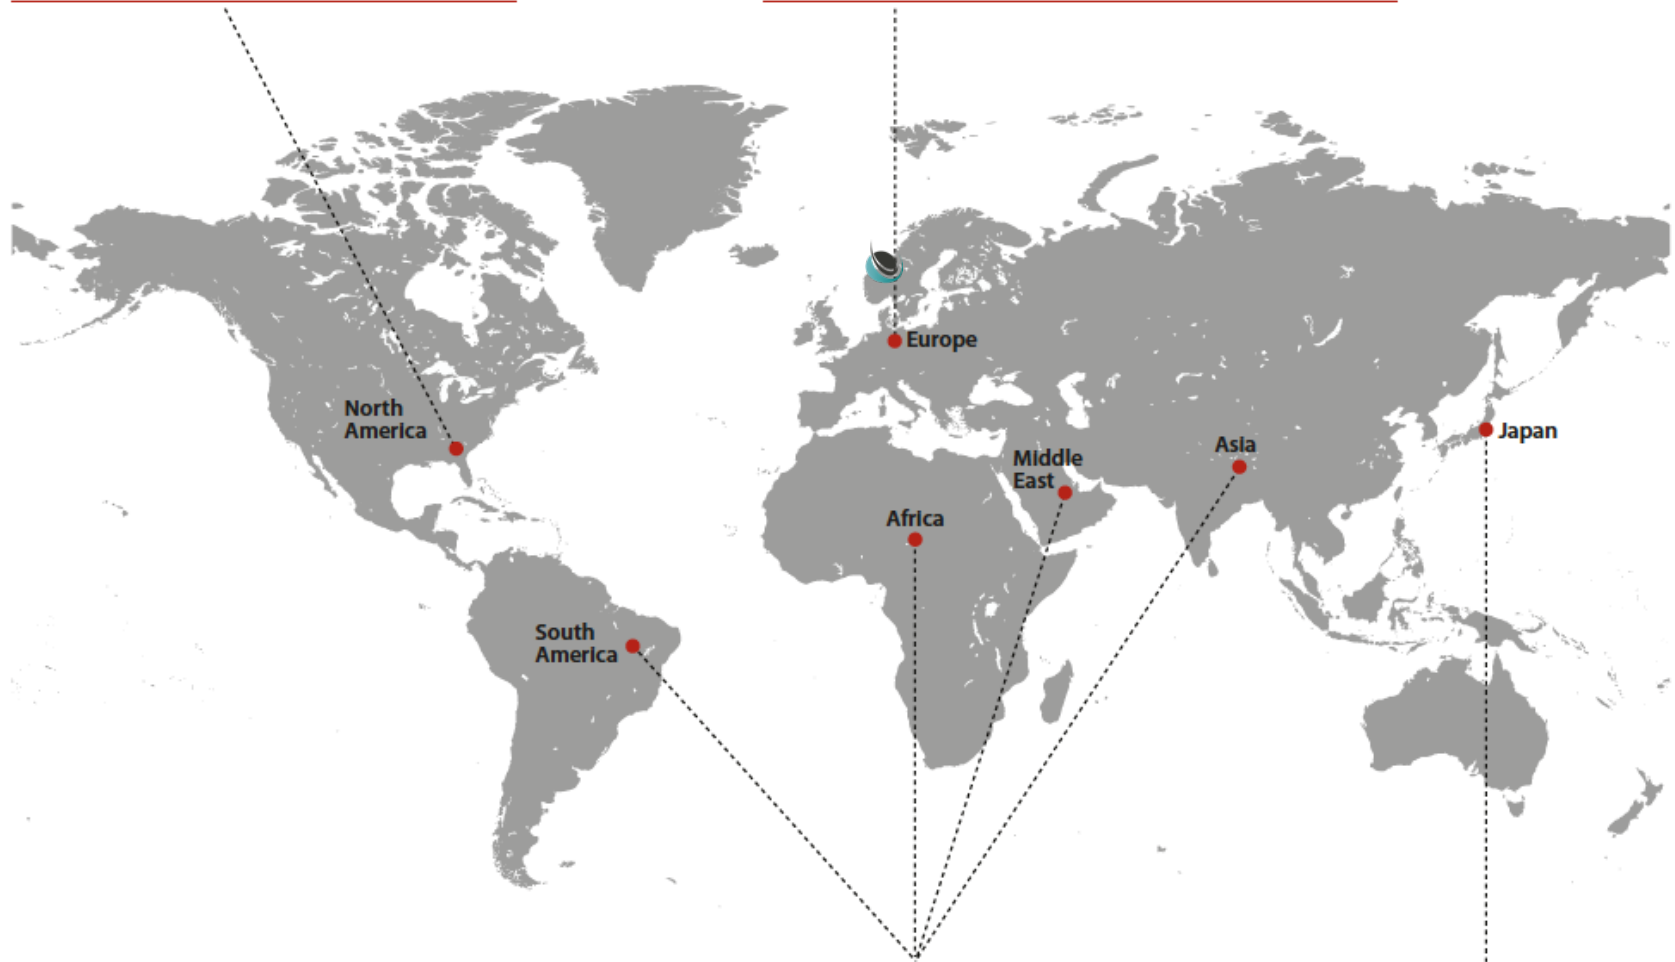 Europe
North
America
Japan
Asia
Middle
East
Africa
South
America